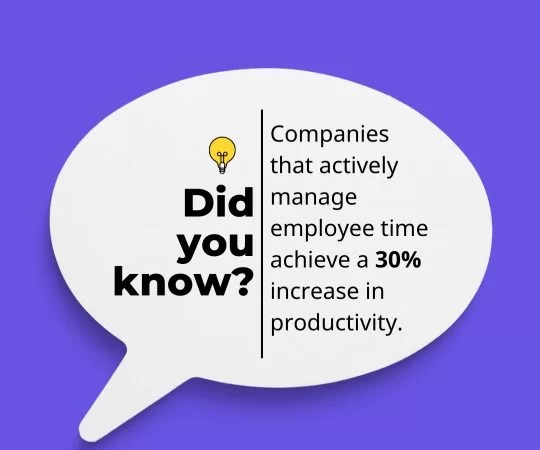 Did
you
know?
Companies
that actively
manage
employee time
achieve a 30%
increase in
productivity.